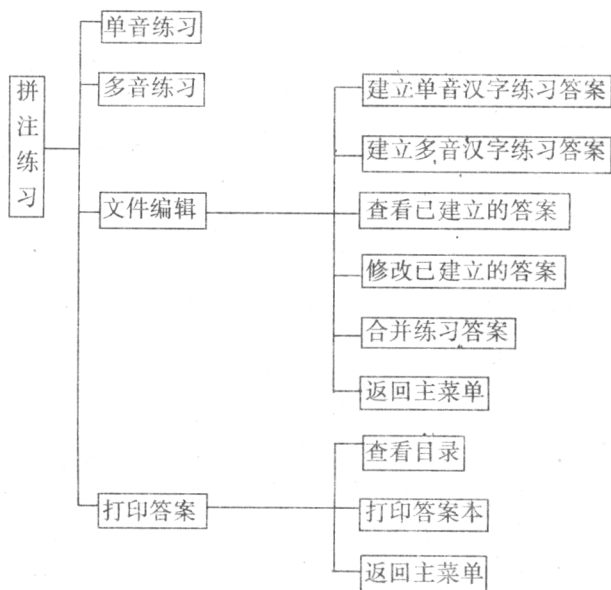 拼注练习
单音练习
多音练习
文件编辑
建立单音汉字练习答案
建立多音汉字练习答案
查看已建立的答案
修改已建立的答案
合并练习答案
返回主菜单
打印答案
查看目录
打印答案本
返回主菜单